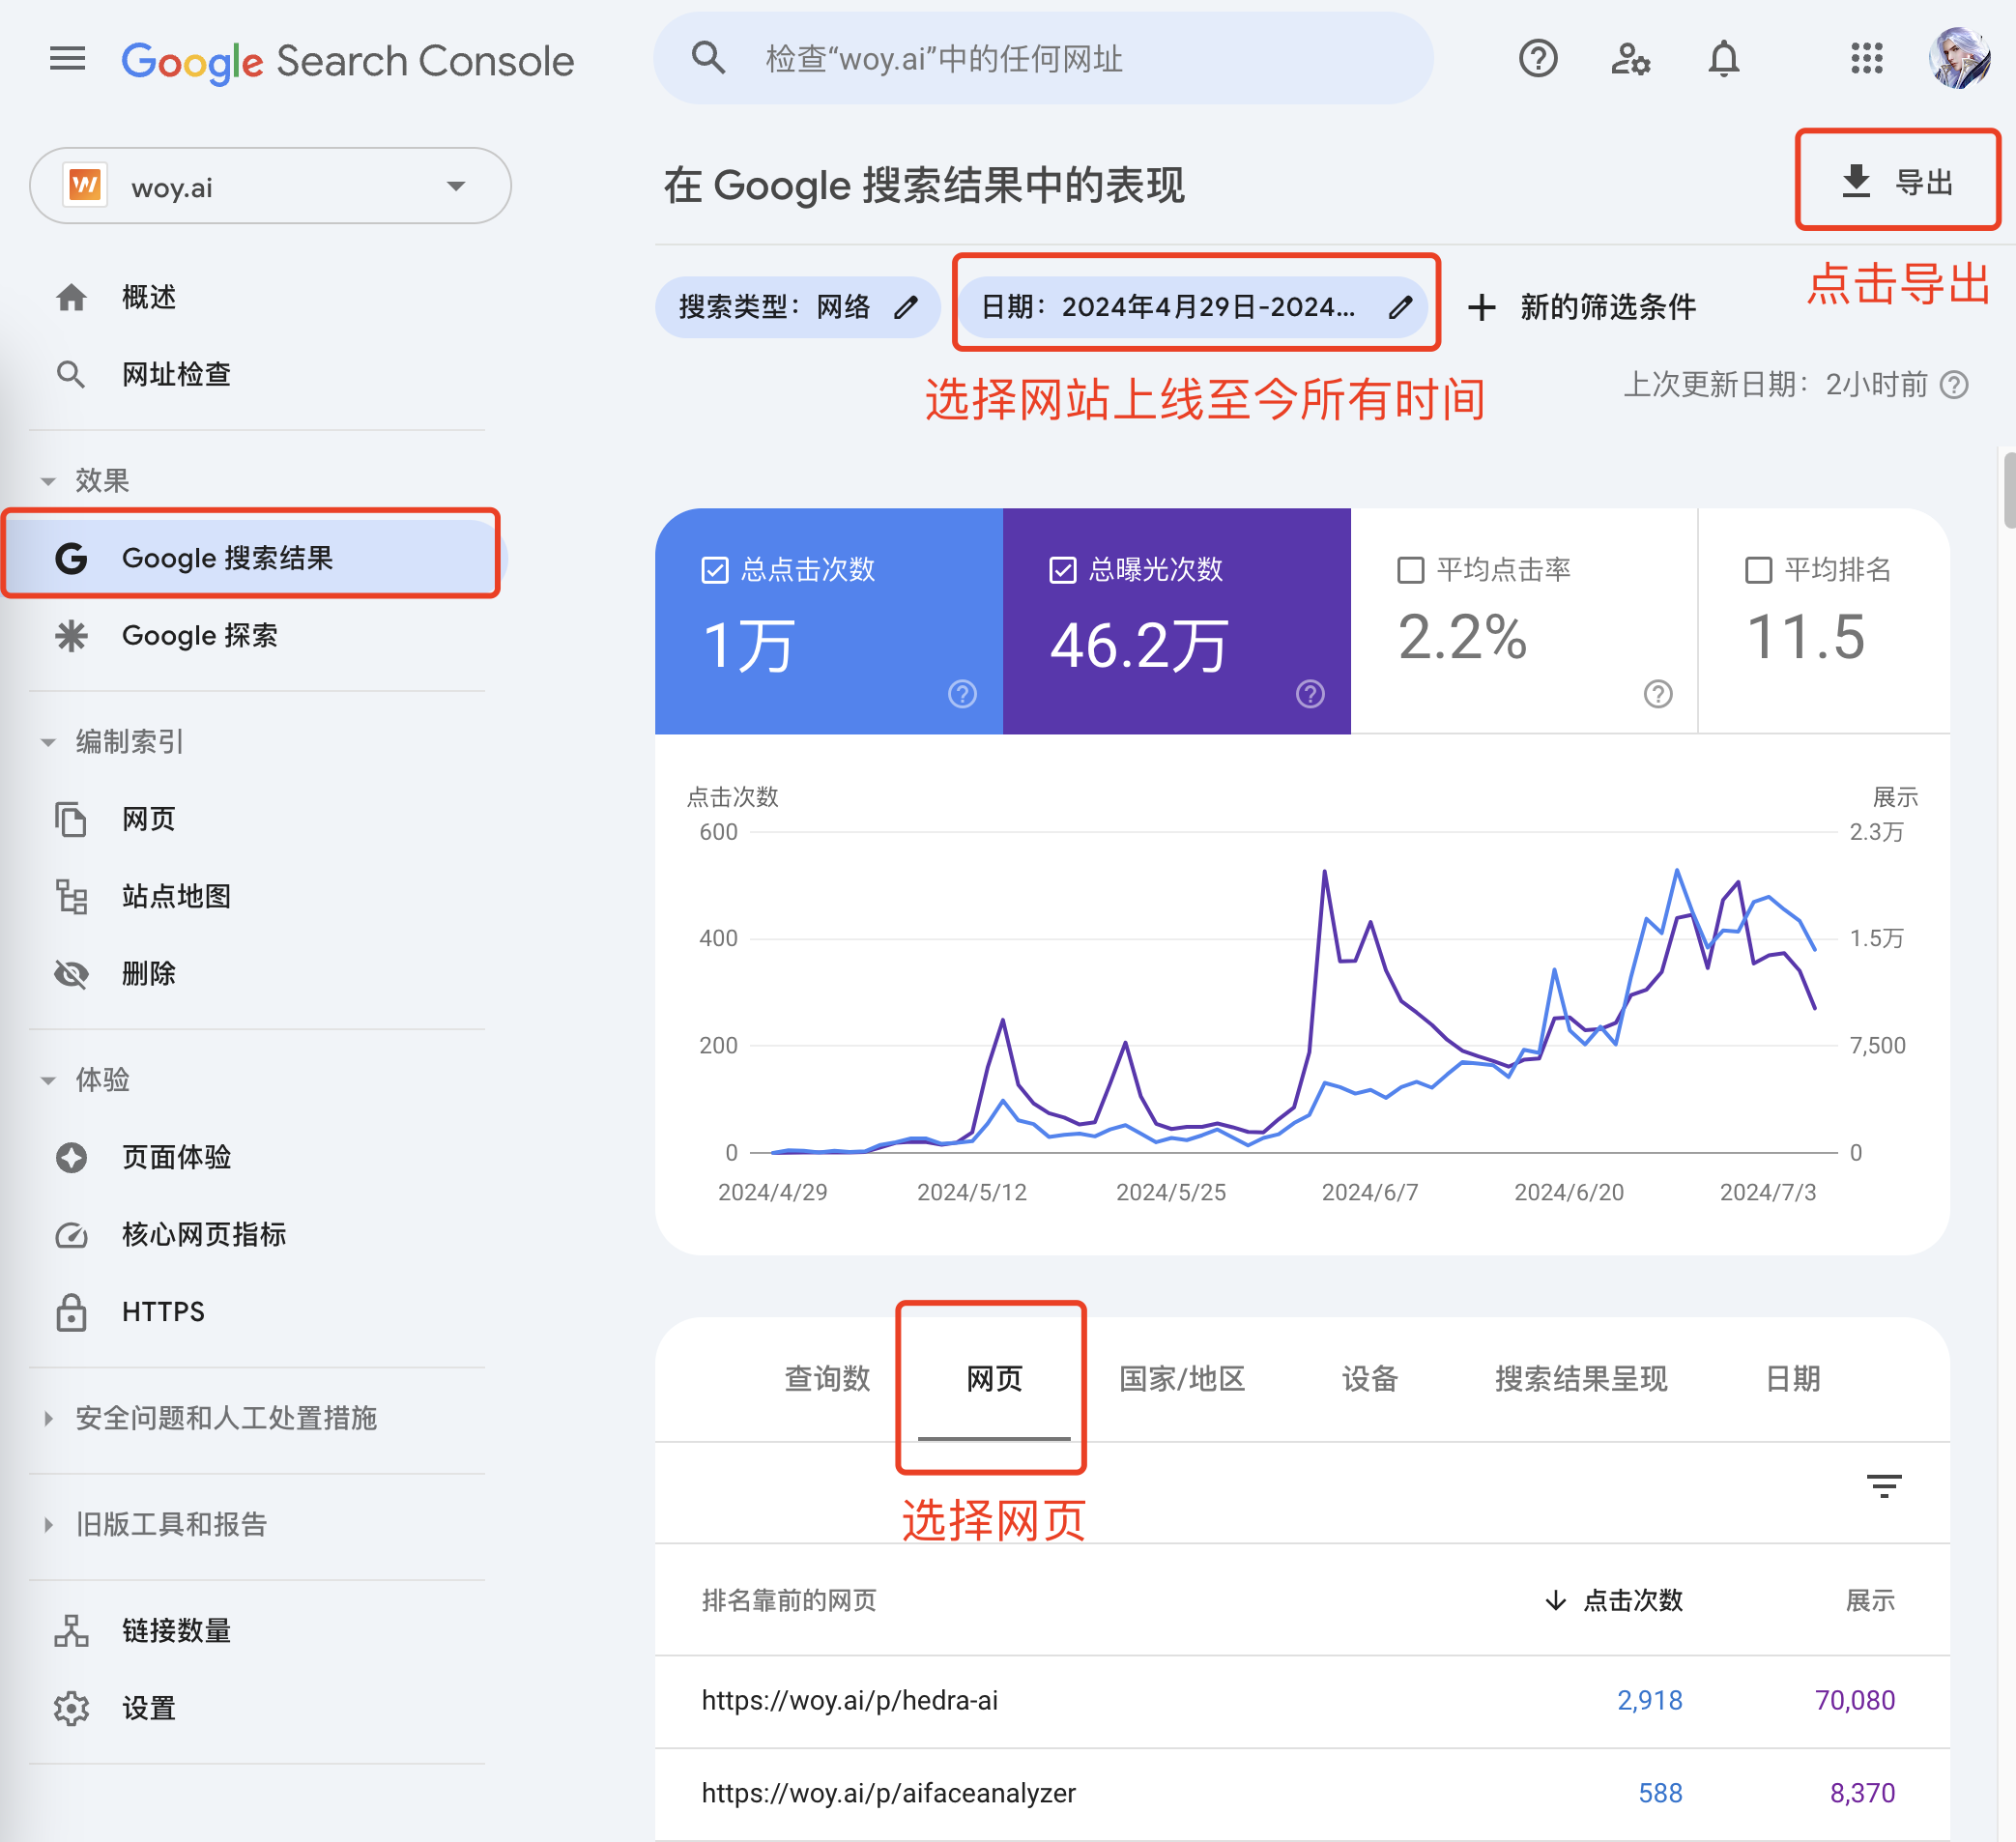 Google Search Console
检查“woy.ai”中的任何网址
woy.ai
在 Google 搜索结果中的表现
导出
点击导出
概述
搜索类型：网络
日期：2024年4月29日-2024...
新的筛选条件
网址检查
选择网站上线至今所有时间
上次更新日期：2小时前
效果
Google 搜索结果
Google 探索
总点击次数
1万
总曝光次数
46.2万
平均点击率
2.2%
平均排名
11.5
编制索引
网页
站点地图
删除
体验
页面体验
核心网页指标
HTTPS
安全问题和人工处置措施
旧版工具和报告
链接数量
设置
点击次数
展示
600
2.3万
400
1.5万
200
7,500
0
0
2024/4/29
2024/5/12
2024/5/25
2024/6/7
2024/6/20
2024/7/3
查询数
网页
国家/地区
设备
搜索结果呈现
日期
选择网页
排名靠前的网页
点击次数
展示
https://woy.ai/p/hedra-ai
2,918
70,080
https://woy.ai/p/aifaceanalyzer
588
8,370